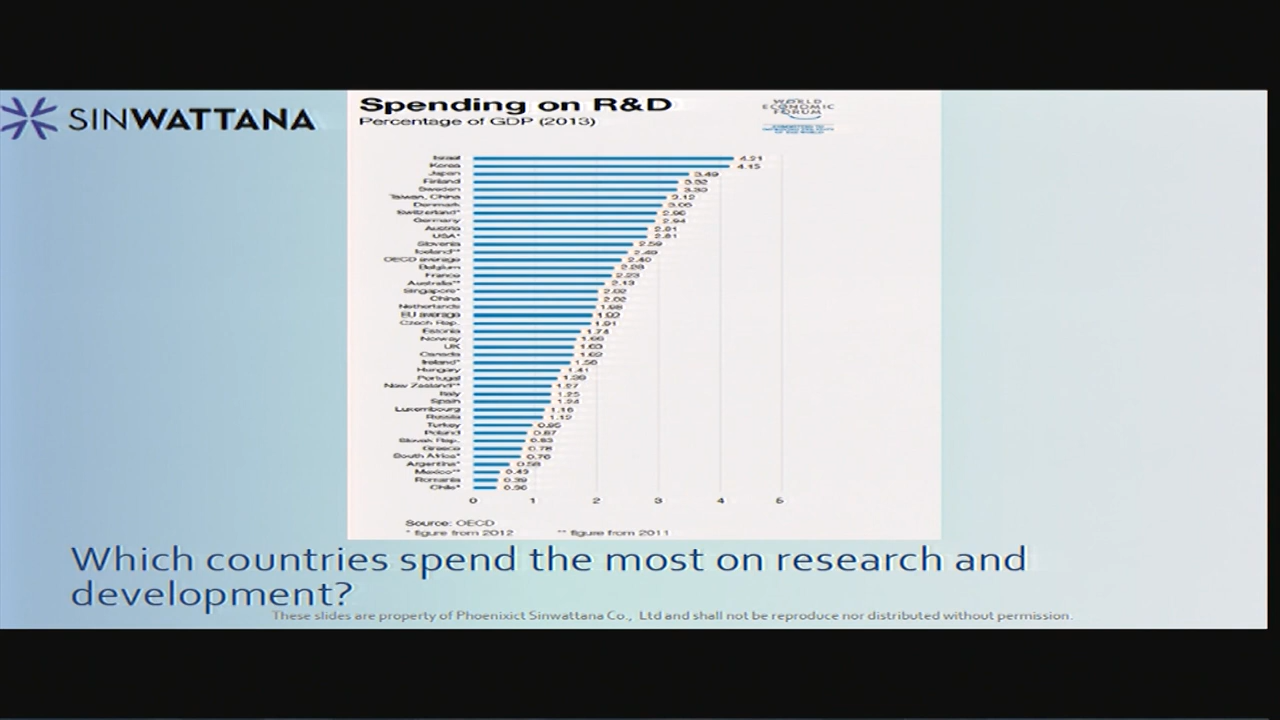 SINWATTANA
Spending on R&D
Percentage of GDP (2013)
WORLD
ECONOMIC
FORUM
Israel 4.21
Korea 4.15
Japan 3.49
Finland 3.32
Sweden 3.30
Taiwan, China 3.12
Denmark 3.05
Switzerland* 2.96
Germany 2.94
Austria 2.81
USA* 2.81
Slovenia 2.59
Iceland** 2.49
OECD average 2.40
Belgium 2.28
France 2.23
Australia** 2.13
Singapore* 2.02
China 2.02
Netherlands 1.98
EU average 1.92
Czech Rep. 1.91
Estonia 1.74
Norway 1.66
UK 1.63
Canada 1.62
Ireland* 1.58
Hungary 1.41
Portugal 1.36
New Zealand** 1.27
Italy 1.25
Spain 1.24
Luxembourg 1.16
Russia 1.12
Turkey 0.95
Poland 0.87
Slovak Rep. 0.83
Greece 0.78
South Africa* 0.76
Argentina* 0.58
Mexico** 0.43
Romania 0.39
Chile* 0.36
0 1 2 3 4 5
Source: OECD
* figure from 2012 ** figure from 2011
Which countries spend the most on research and
development?
These slides are property of Phoenixict Sinwattana Co., Ltd and shall not be reproduce nor distributed without permission.